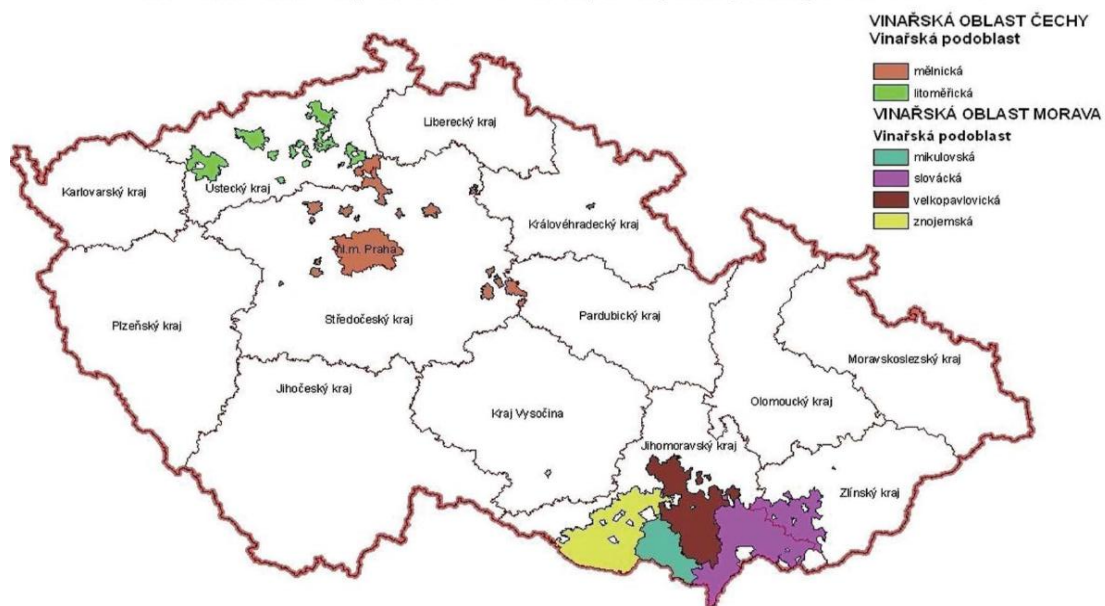 VINAŘSKÁ OBLAST ČECHY
Vinařská podoblast
mělnická
litoměřická
VINAŘSKÁ OBLAST MORAVA
Vinařská podoblast
mikulovská
slovácká
velkopavlovická
znojemská
Liberecký kraj
Karlovarský kraj
Ústecký kraj
Královéhradecký kraj
hl.m. Praha
Plzeňský kraj
Středočeský kraj
Pardubický kraj
Moravskoslezský kraj
Jihočeský kraj
Kraj Vysočina
Olomoucký kraj
Jihomoravský kraj
Zlínský kraj